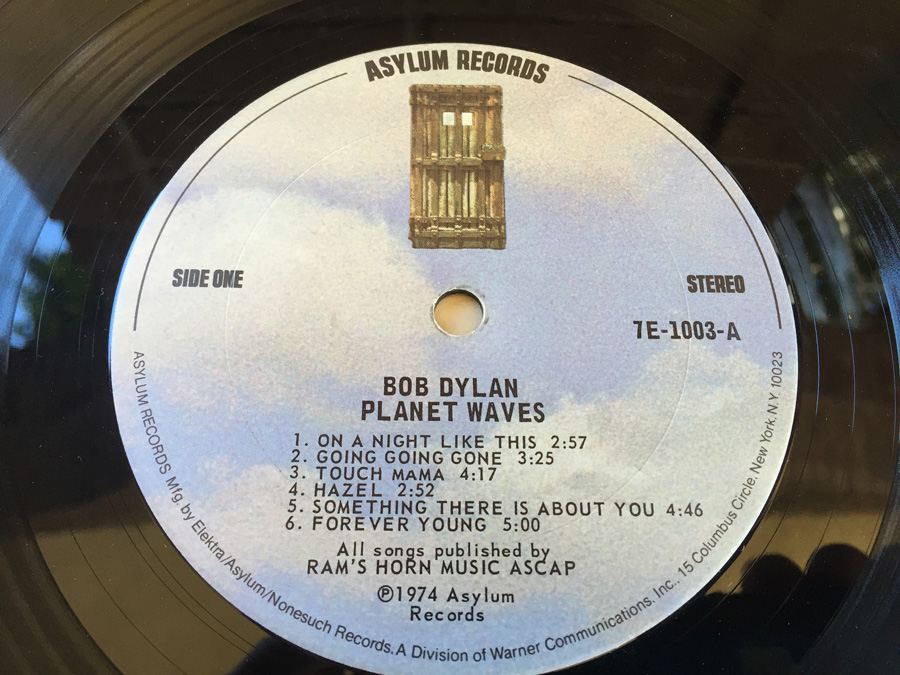 ASYLUM RECORDS
SIDE ONE
STEREO
7E-1003-A
BOB DYLAN
PLANET WAVES
1. ON A NIGHT LIKE THIS 2:57
2. GOING GOING GONE 3:25
3. TOUCH MAMA 4:17
4. HAZEL 2:52
5. SOMETHING THERE IS ABOUT YOU 4:46
6. FOREVER YOUNG 5:00
All songs published by
RAM'S HORN MUSIC ASCAP
℗1974 Asylum
Records
ASYLUM RECORDS. Mfg. by Elektra/Asylum/Nonesuch Records. A Division of Warner Communications. Inc.. 15 Columbus Circle. New York. N.Y. 10023